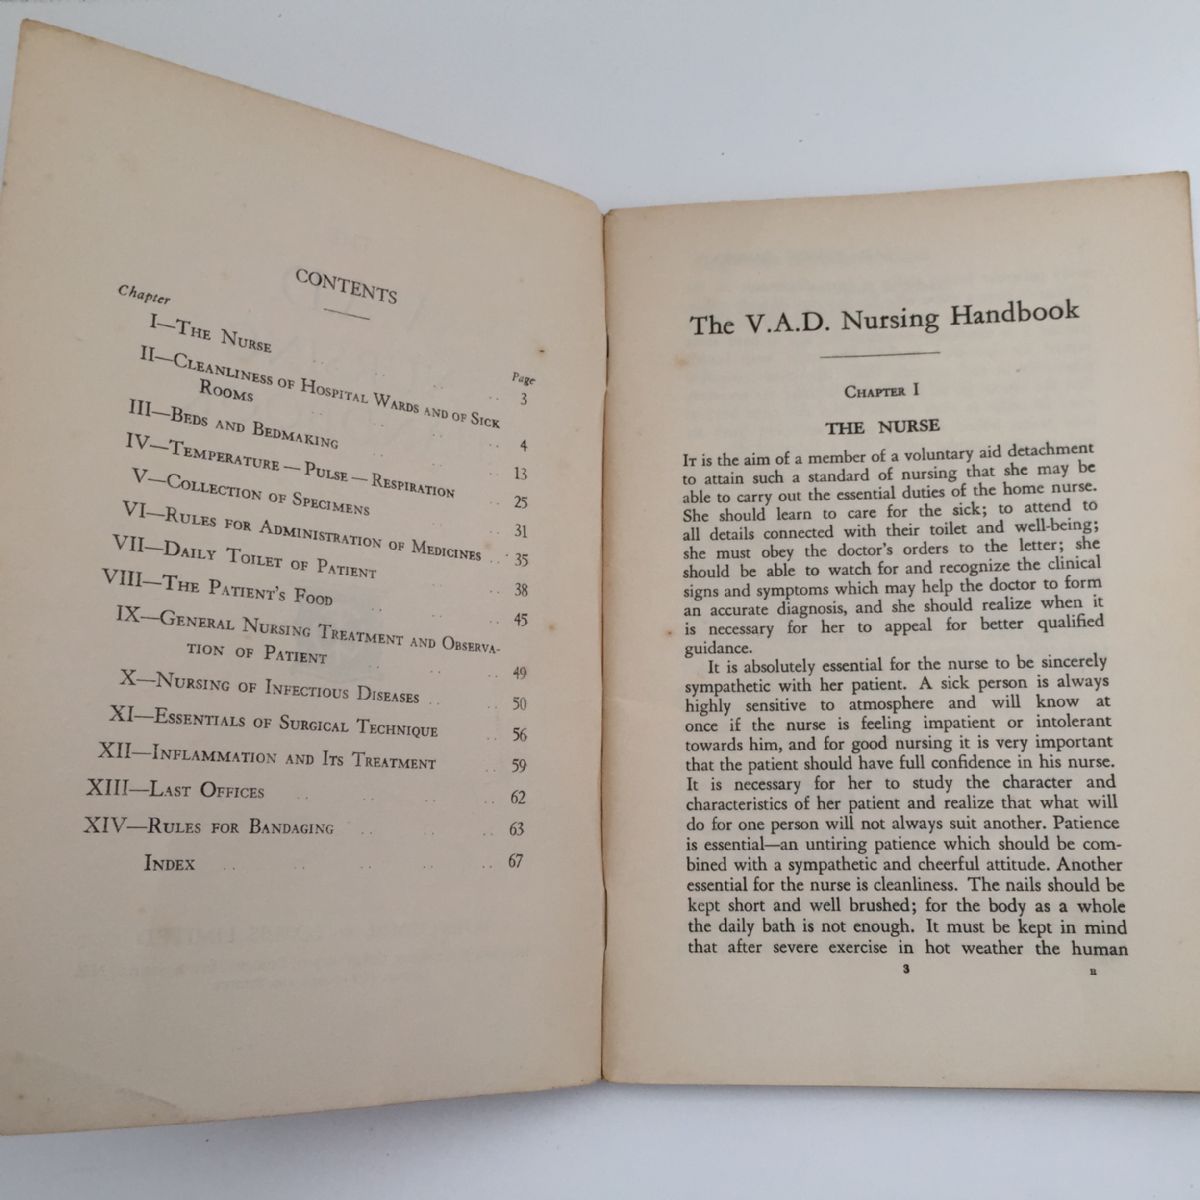 CONTENTS
Chapter
Page
I—THE NURSE .. .. .. 3
II—CLEANLINESS OF HOSPITAL WARDS AND OF SICK
ROOMS .. .. .. .. 4
III—BEDS AND BEDMAKING .. .. .. 13
IV—TEMPERATURE — PULSE — RESPIRATION .. 25
V—COLLECTION OF SPECIMENS .. .. 31
VI—RULES FOR ADMINISTRATION OF MEDICINES .. 35
VII—DAILY TOILET OF PATIENT .. .. 38
VIII—THE PATIENT'S FOOD .. .. .. 45
IX—GENERAL NURSING TREATMENT AND OBSERVA-
TION OF PATIENT .. .. .. 49
X—NURSING OF INFECTIOUS DISEASES .. .. 50
XI—ESSENTIALS OF SURGICAL TECHNIQUE .. 56
XII—INFLAMMATION AND ITS TREATMENT .. 59
XIII—LAST OFFICES .. .. .. .. 62
XIV—RULES FOR BANDAGING .. .. .. 63
INDEX .. .. .. .. .. 67
The V.A.D. Nursing Handbook
CHAPTER I
THE NURSE
IT is the aim of a member of a voluntary aid detachment
to attain such a standard of nursing that she may be
able to carry out the essential duties of the home nurse.
She should learn to care for the sick; to attend to
all details connected with their toilet and well-being;
she must obey the doctor's orders to the letter; she
should be able to watch for and recognize the clinical
signs and symptoms which may help the doctor to form
an accurate diagnosis, and she should realize when it
is necessary for her to appeal for better qualified
guidance.
It is absolutely essential for the nurse to be sincerely
sympathetic with her patient. A sick person is always
highly sensitive to atmosphere and will know at
once if the nurse is feeling impatient or intolerant
towards him, and for good nursing it is very important
that the patient should have full confidence in his nurse.
It is necessary for her to study the character and
characteristics of her patient and realize that what will
do for one person will not always suit another. Patience
is essential—an untiring patience which should be com-
bined with a sympathetic and cheerful attitude. Another
essential for the nurse is cleanliness. The nails should be
kept short and well brushed; for the body as a whole
the daily bath is not enough. It must be kept in mind
that after severe exercise in hot weather the human
3
B